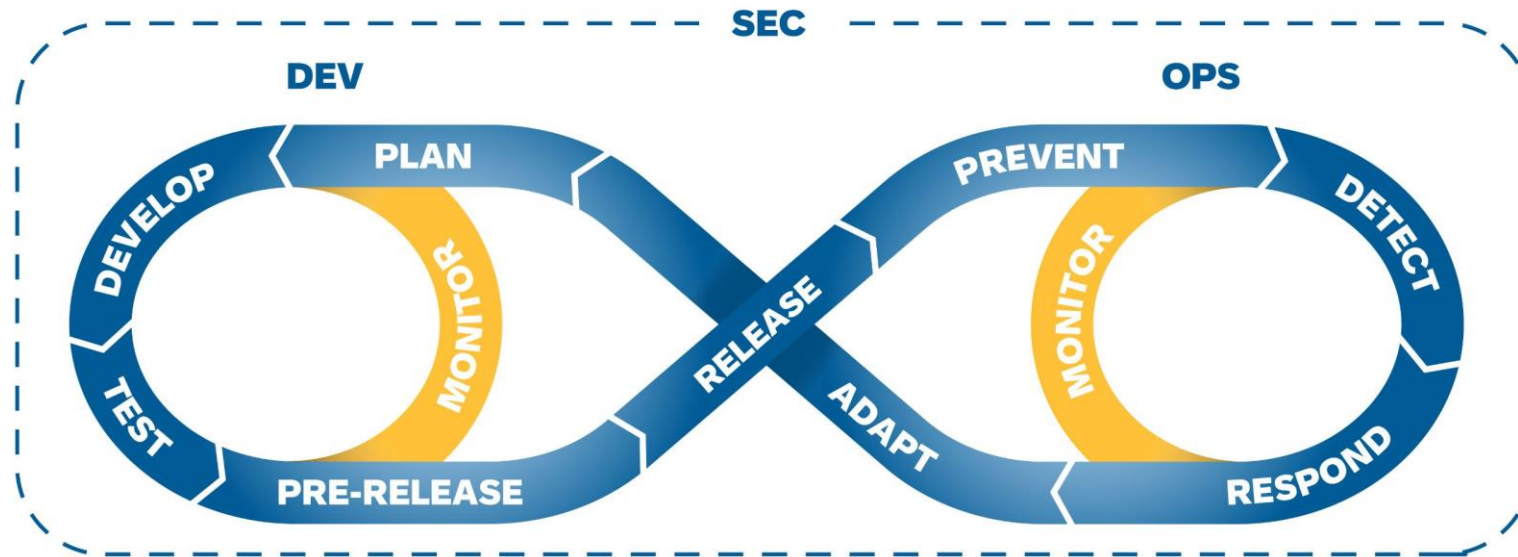 SEC
DEV
OPS
PLAN
PREVENT
DEVELOP
DETECT
MONITOR
MONITOR
RELEASE
TEST
ADAPT
PRE-RELEASE
RESPOND